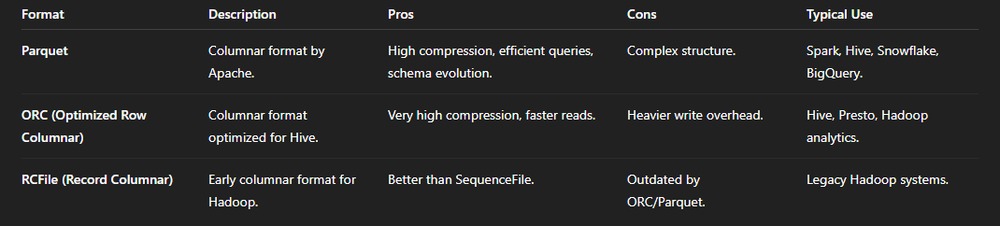 Format Description Pros Cons Typical Use
Parquet Columnar format by High compression, efficient queries, Complex structure. Spark, Hive, Snowflake,
Apache. schema evolution. BigQuery.
ORC (Optimized Row Columnar format Very high compression, faster reads. Heavier write overhead. Hive, Presto, Hadoop
Columnar) optimized for Hive. analytics.
RCFile (Record Columnar) Early columnar format for Better than SequenceFile. Outdated by Legacy Hadoop systems.
Hadoop. ORC/Parquet.